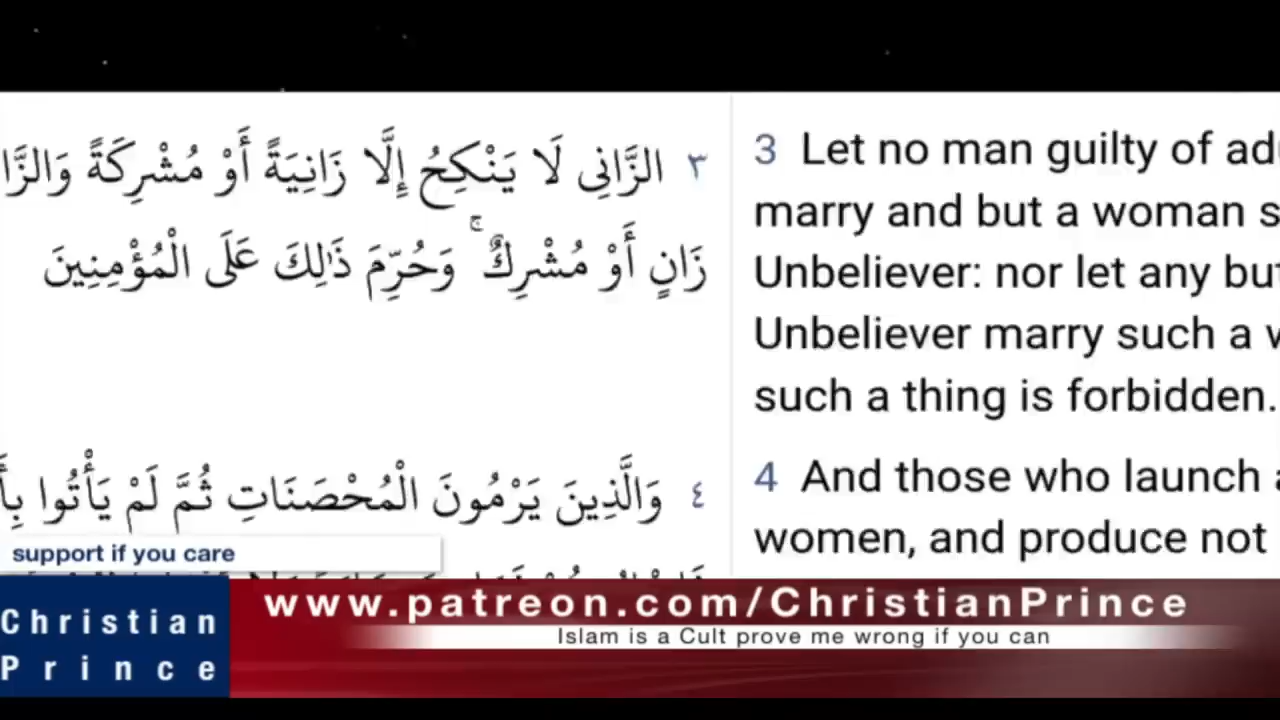 ٣ الزَّانِى لَا يَنْكِحُ إِلَّا زَانِيَةً أَوْ مُشْرِكَةً
زَانٍ أَوْ مُشْرِكٌ ۚ وَحُرِّمَ ذَٰلِكَ عَلَى الْمُؤْمِنِينَ
٤ وَالَّذِينَ يَرْمُونَ الْمُحْصَنَاتِ ثُمَّ لَمْ يَأْتُوا
3 Let no man guilty of
marry and but a woman
Unbeliever: nor let any
Unbeliever marry such a
such a thing is forbidden.
4 And those who launch
women, and produce not
support if you care
Christian
Prince
www.patreon.com/ChristianPrince
Islam is a Cult prove me wrong if you can